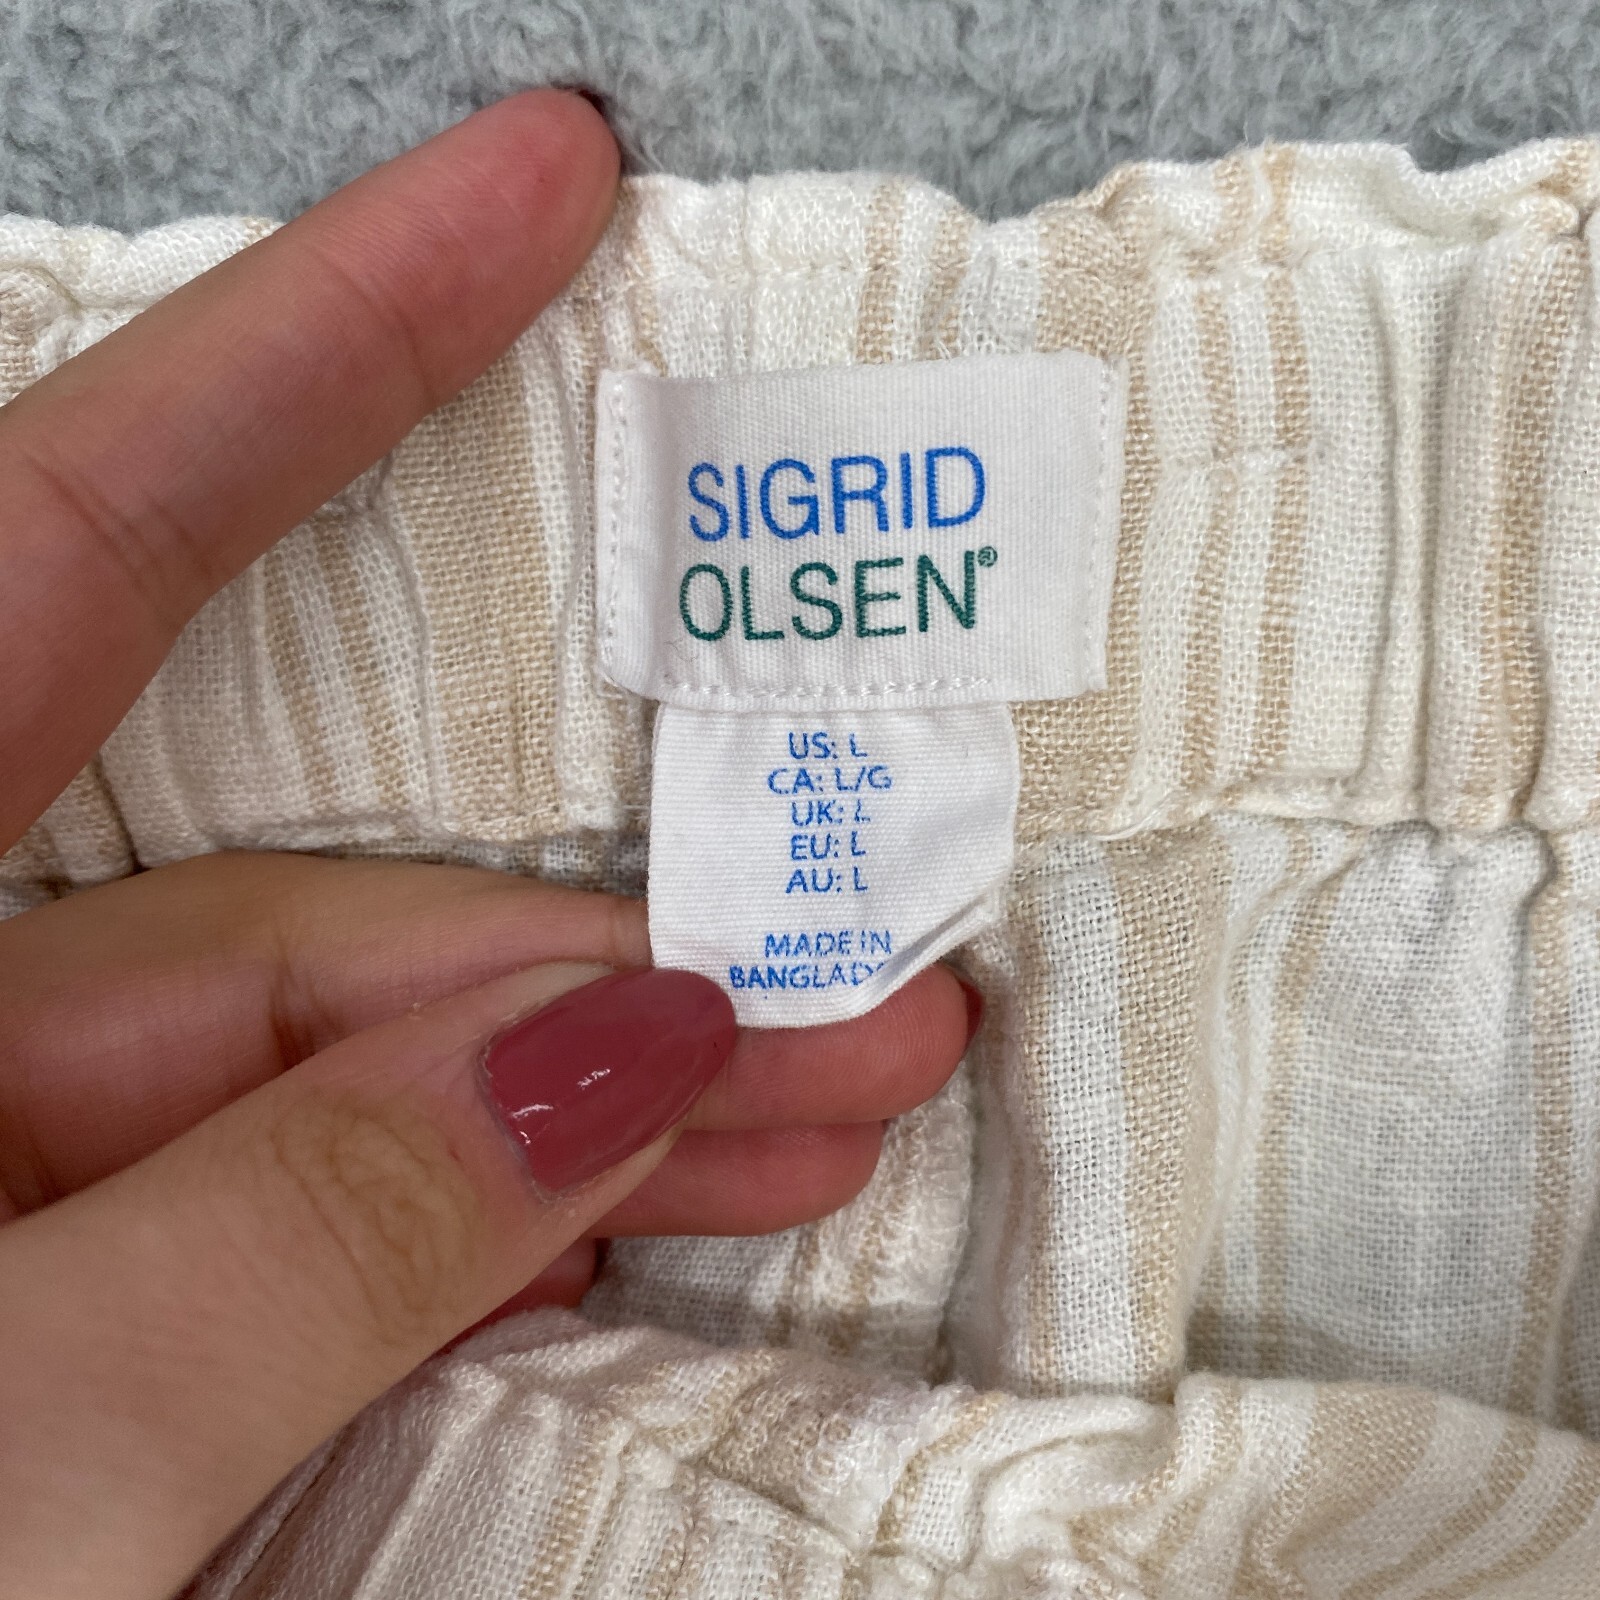 SIGRID
OLSEN®
US: L
CA: L/G
UK: L
EU: L
AU: L
MADE IN